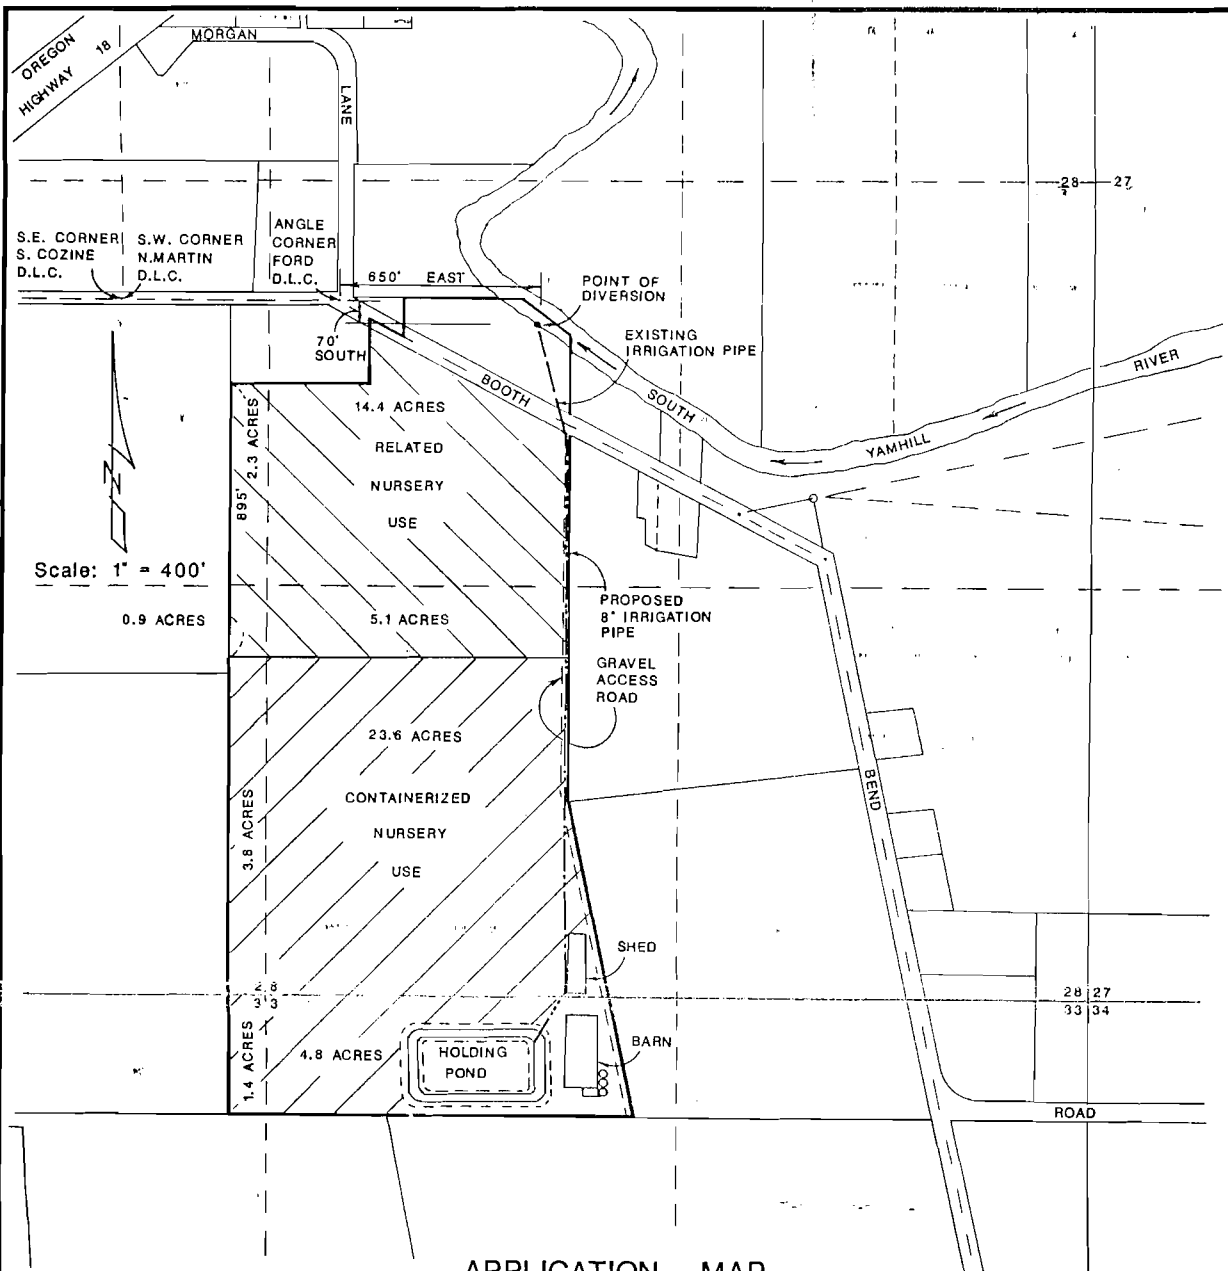 OREGON
HIGHWAY 18
MORGAN
LANE
28 27
S.E. CORNER
S. COZINE
D.L.C.
S.W. CORNER
N.MARTIN
D.L.C.
ANGLE
CORNER
FORD
D.L.C.
650' EAST
POINT OF
DIVERSION
EXISTING
IRRIGATION PIPE
70'
SOUTH
BOOTH
SOUTH
YAMHILL
RIVER
14.4 ACRES
RELATED
NURSERY
USE
2.3 ACRES
895'
N
Scale: 1" = 400'
0.9 ACRES
5.1 ACRES
PROPOSED
8" IRRIGATION
PIPE
GRAVEL
ACCESS
ROAD
23.6 ACRES
CONTAINERIZED
NURSERY
USE
3.8 ACRES
BEND
SHED
28
33
28 27
33 34
1.4 ACRES
4.8 ACRES
HOLDING
POND
BARN
ROAD
APPLICATION MAP